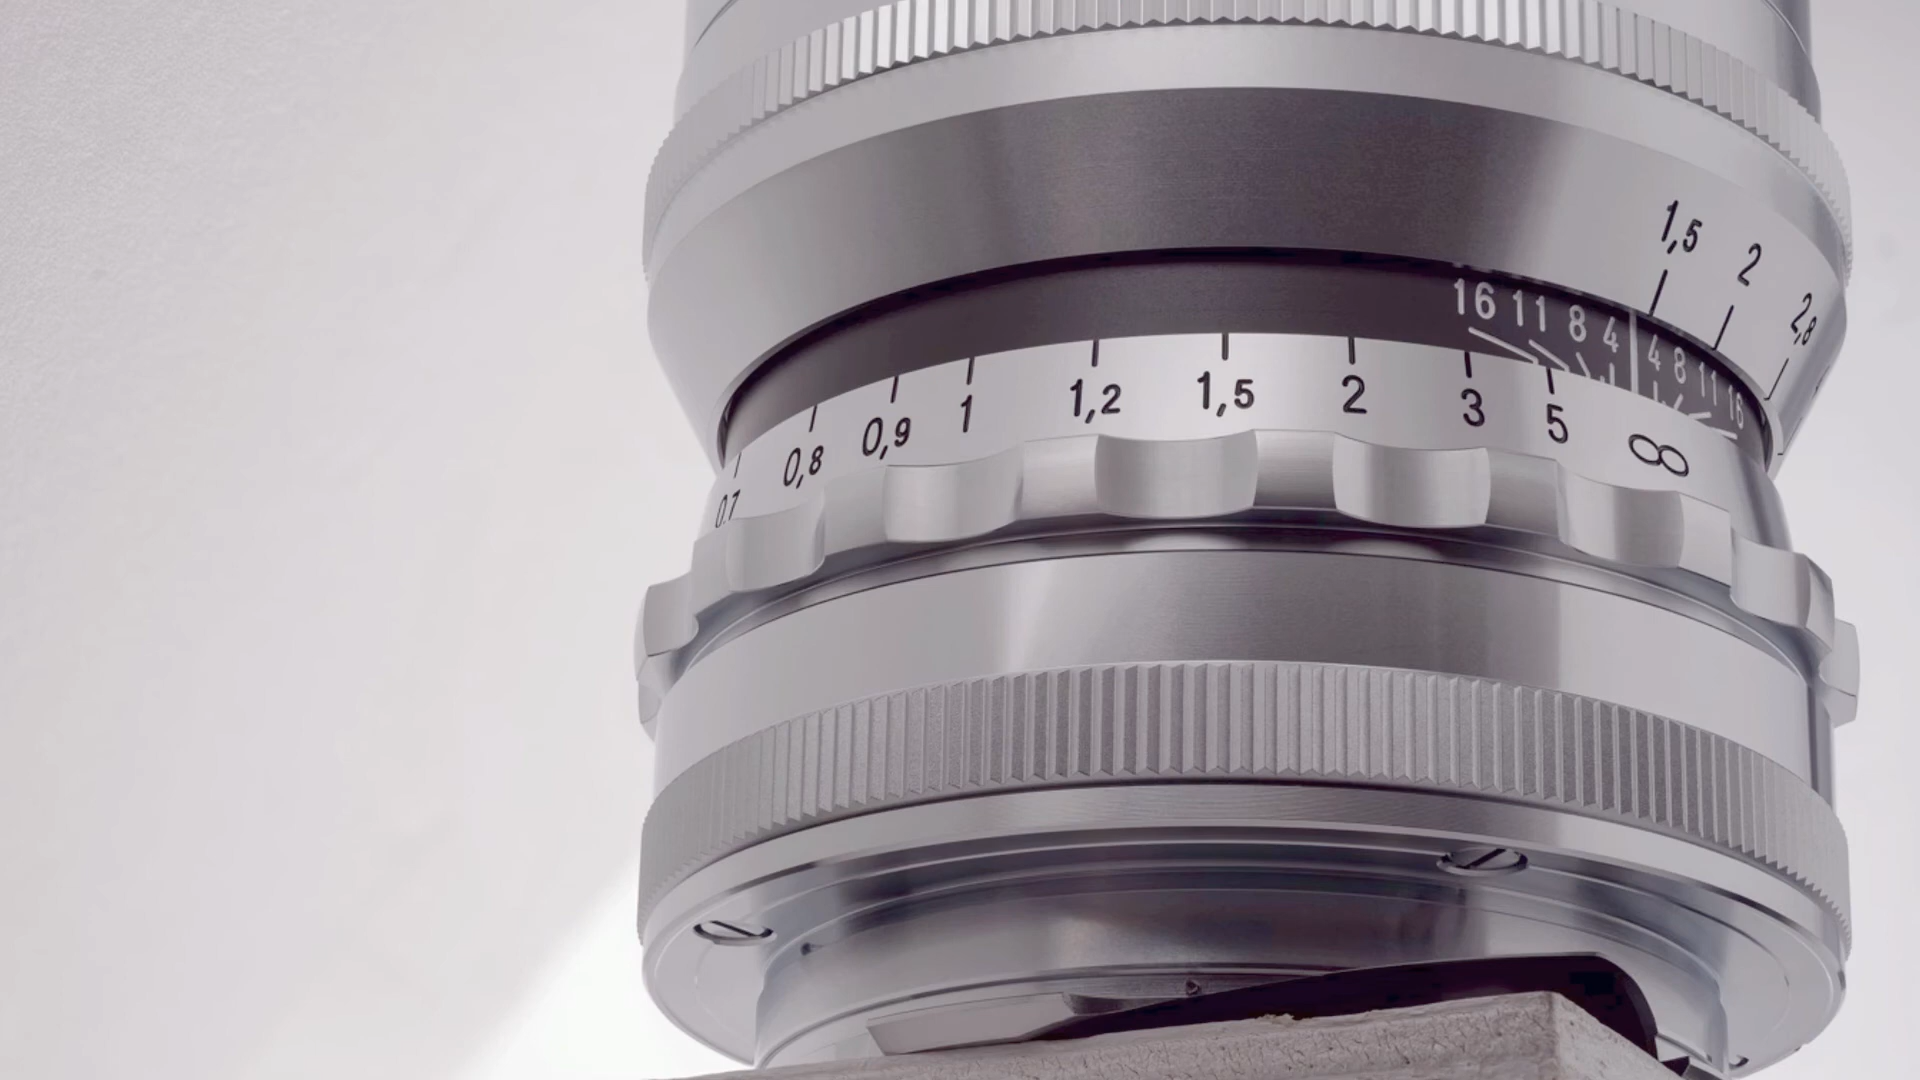 1,5 2 2,8
16 11 8 4 4 8 11 16
0,7 0,8 0,9 1 1,2 1,5 2 3 5 ∞